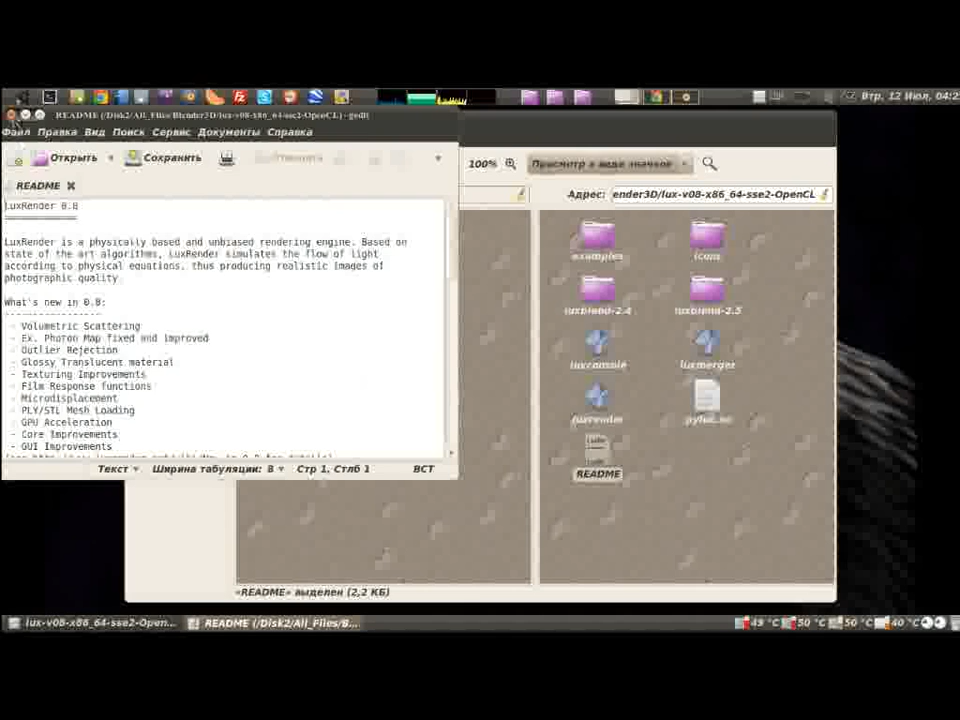 Втр, 12 Июл, 04:2
README (/Disk2/All_Files/Blender3D/lux-v08-x86_64-sse2-OpenCL) - gedit
Файл Правка Вид Поиск Сервис Документы Справка
Открыть Сохранить Отменить
100% Просмотр в виде значков
README
Адрес: ender3D/lux-v08-x86_64-sse2-OpenCL
LuxRender 0.8
LuxRender is a physically based and unbiased rendering engine. Based on
state of the art algorithms, LuxRender simulates the flow of light
according to physical equations, thus producing realistic images of
photographic quality.
What's new in 0.8:
- Volumetric Scattering
- Ex. Photon Map fixed and improved
- Outlier Rejection
- Glossy Translucent material
- Texturing Improvements
- Film Response functions
- Microdisplacement
- PLY/STL Mesh Loading
- GPU Acceleration
- Core Improvements
- GUI Improvements
Текст Ширина табуляции: 8 Стр 1, Стлб 1 ВСТ
examples icons
luxblend-2.4 luxblend-2.5
luxconsole luxmerger
luxrender pylux.so
README
«README» выделен (2,2 КБ)
lux-v08-x86_64-sse2-Open... README (/Disk2/All_Files/B...
49 °C 50 °C 50 °C 40 °C